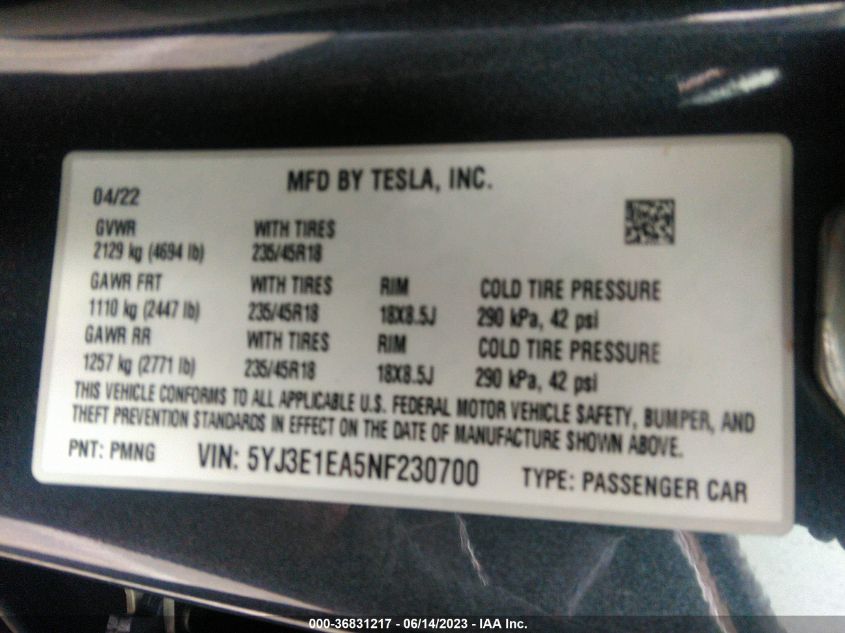 MFD BY TESLA, INC.
04/22
GVWR WITH TIRES
2129 kg (4694 lb) 235/45R18
GAWR FRT WITH TIRES RIM COLD TIRE PRESSURE
1110 kg (2447 lb) 235/45R18 18X8.5J 290 kPa, 42 psi
GAWR RR WITH TIRES RIM COLD TIRE PRESSURE
1257 kg (2771 lb) 235/45R18 18X8.5J 290 kPa, 42 psi
THIS VEHICLE CONFORMS TO ALL APPLICABLE U.S. FEDERAL MOTOR VEHICLE SAFETY, BUMPER, AND
THEFT PREVENTION STANDARDS IN EFFECT ON THE DATE OF MANUFACTURE SHOWN ABOVE.
PNT: PMNG VIN: 5YJ3E1EA5NF230700 TYPE: PASSENGER CAR
000-36831217 - 06/14/2023 - IAA Inc.